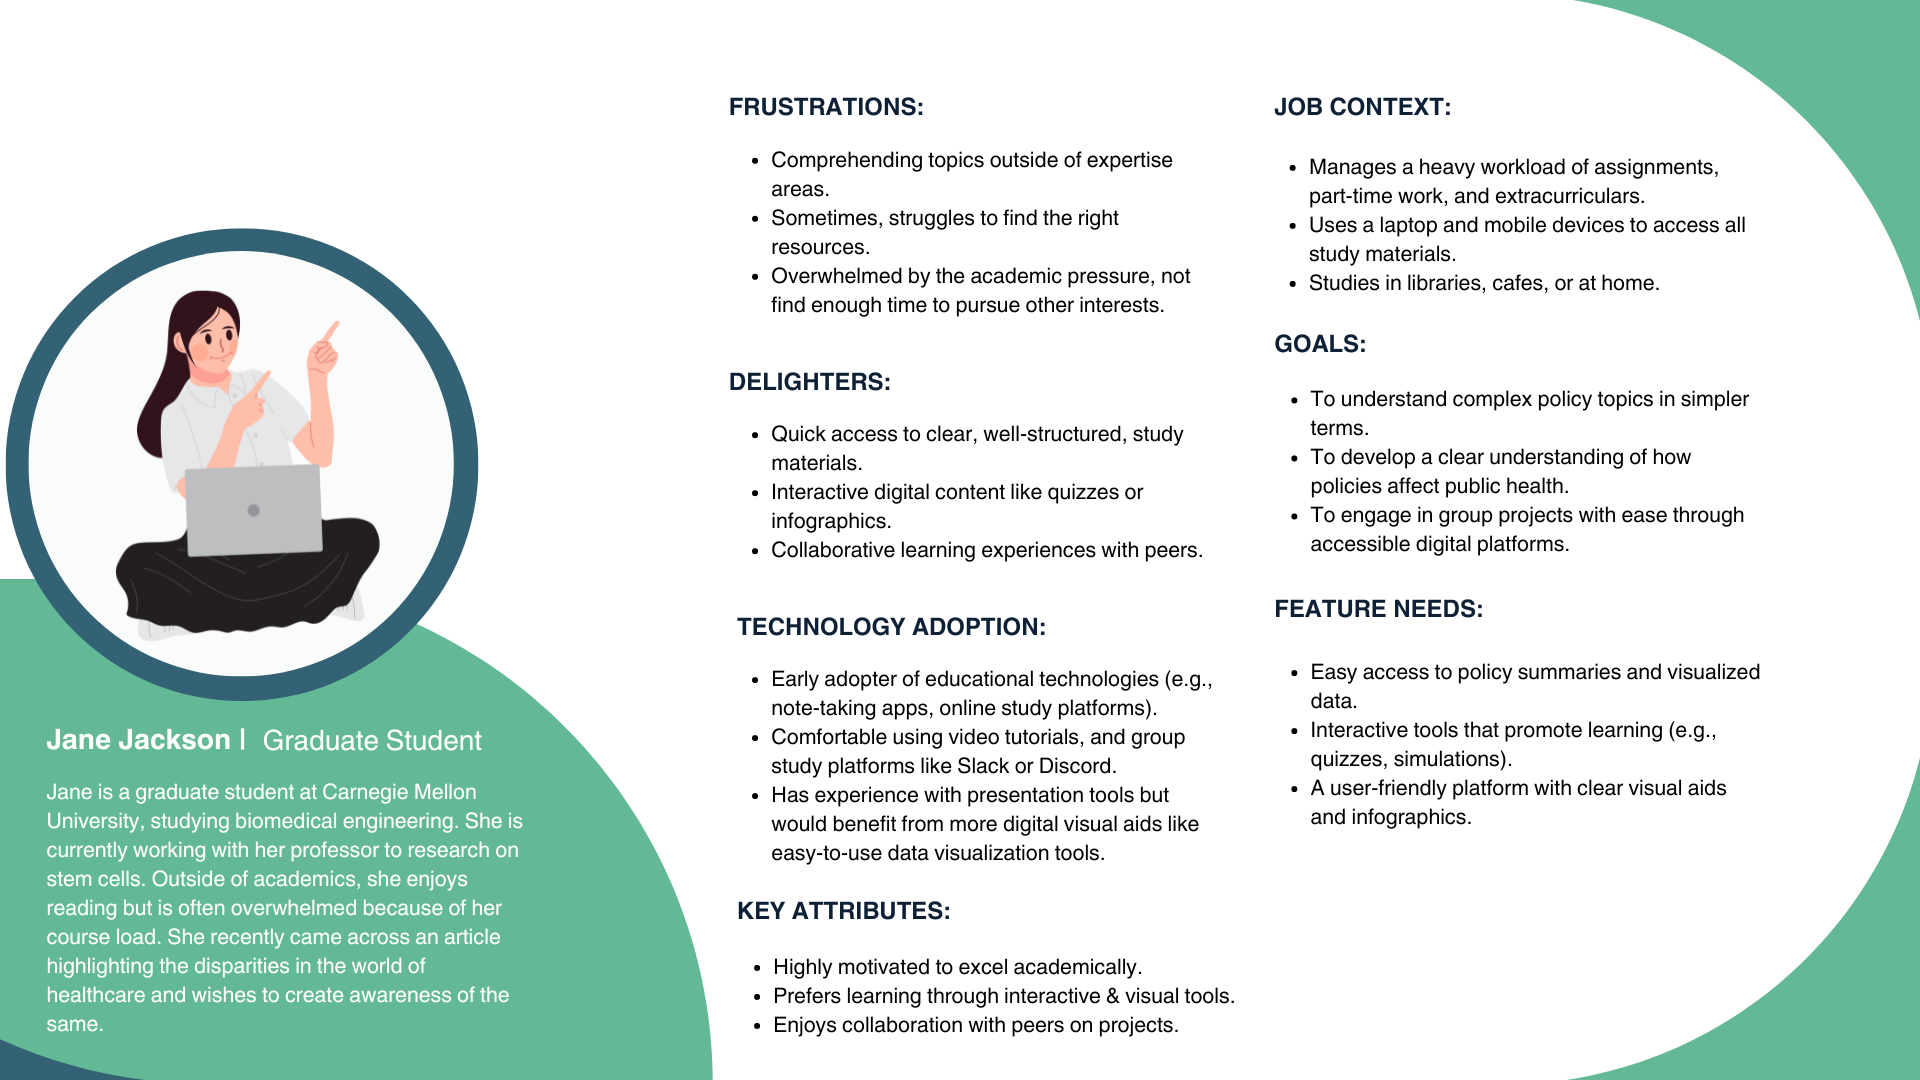 Jane Jackson | Graduate Student
Jane is a graduate student at Carnegie Mellon
University, studying biomedical engineering. She is
currently working with her professor to research on
stem cells. Outside of academics, she enjoys
reading but is often overwhelmed because of her
course load. She recently came across an article
highlighting the disparities in the world of
healthcare and wishes to create awareness of the
same.
FRUSTRATIONS:
• Comprehending topics outside of expertise
areas.
• Sometimes, struggles to find the right
resources.
• Overwhelmed by the academic pressure, not
find enough time to pursue other interests.
DELIGHTERS:
• Quick access to clear, well-structured, study
materials.
• Interactive digital content like quizzes or
infographics.
• Collaborative learning experiences with peers.
TECHNOLOGY ADOPTION:
• Early adopter of educational technologies (e.g.,
note-taking apps, online study platforms).
• Comfortable using video tutorials, and group
study platforms like Slack or Discord.
• Has experience with presentation tools but
would benefit from more digital visual aids like
easy-to-use data visualization tools.
KEY ATTRIBUTES:
• Highly motivated to excel academically.
• Prefers learning through interactive & visual tools.
• Enjoys collaboration with peers on projects.
JOB CONTEXT:
• Manages a heavy workload of assignments,
part-time work, and extracurriculars.
• Uses a laptop and mobile devices to access all
study materials.
• Studies in libraries, cafes, or at home.
GOALS:
• To understand complex policy topics in simpler
terms.
• To develop a clear understanding of how
policies affect public health.
• To engage in group projects with ease through
accessible digital platforms.
FEATURE NEEDS:
• Easy access to policy summaries and visualized
data.
• Interactive tools that promote learning (e.g.,
quizzes, simulations).
• A user-friendly platform with clear visual aids
and infographics.